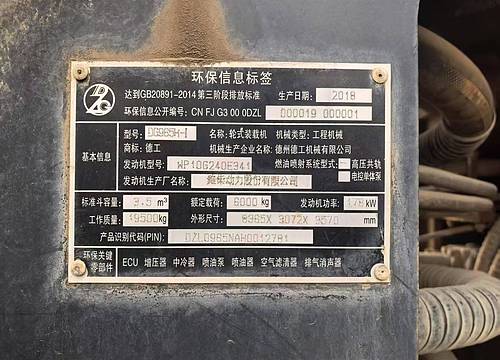 DZG
环保信息标签
达到GB20891-2014第三阶段排放标准 生产日期: 2018
环保信息公开编号: CN FJ G3 00 0DZL 000019 000001
基本信息
型号: DG965H-I 名称: 轮式装载机 机械类型: 工程机械
商标: 德工 机械生产企业名称: 德州德工机械有限公司
发动机型号: WP10G240E341 燃油喷射系统型式: 高压共轨
发动机生产厂名称: 潍柴动力股份有限公司 电控单体泵
标准斗容量: 3.5 m³ 额定载荷: 6000 kg 发动机功率: 175 kW
工作质量: 19500 kg 外形尺寸: 8965X 3072X 3570 mm
产品识别代码(PIN): DZLG965NAH0012781
环保关键零部件
ECU 增压器 中冷器 喷油泵 喷油器 空气滤清器 排气消声器